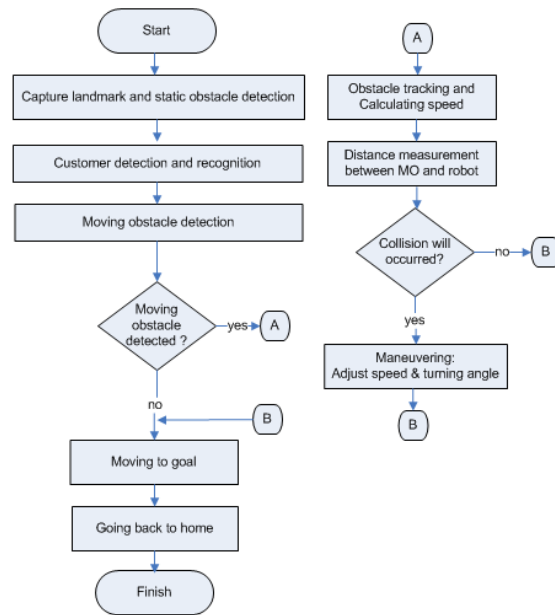 Start
Capture landmark and static obstacle detection
Customer detection and recognition
Moving obstacle detection
Moving
obstacle
detected ?
yes
A
no
B
Moving to goal
Going back to home
Finish
A
Obstacle tracking and
Calculating speed
Distance measurement
between MO and robot
Collision will
occurred?
no
B
yes
Maneuvering:
Adjust speed & turning angle
B